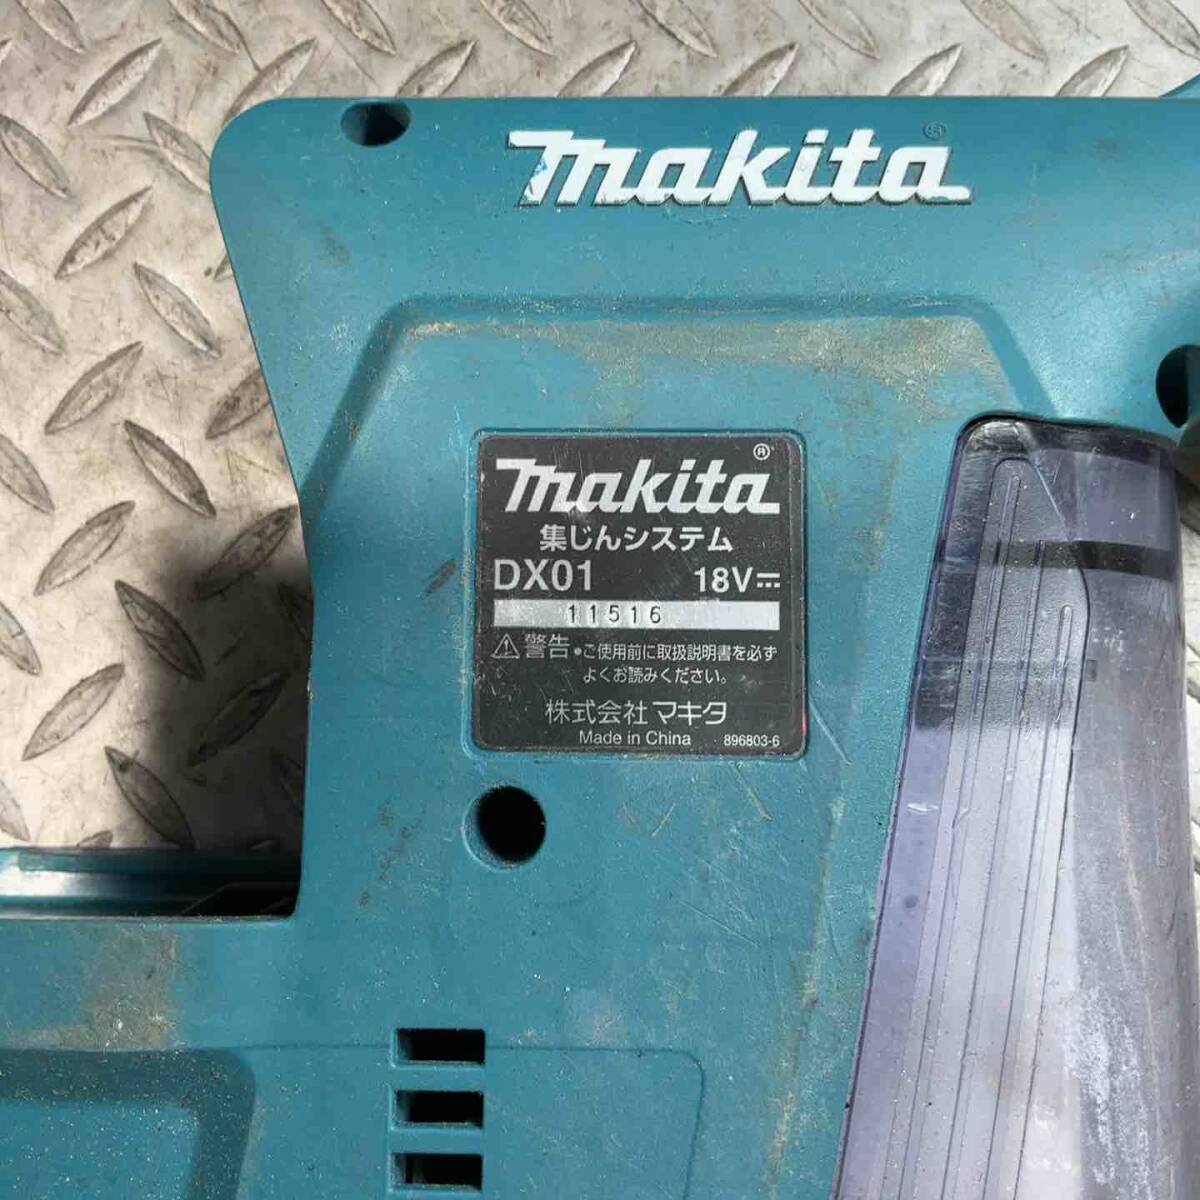 makita®
makita®
集じんシステム
DX01 18V⎓
11516
⚠警告 •ご使用前に取扱説明書を必ず
よくお読みください。
株式会社 マキタ
Made in China 896803-6